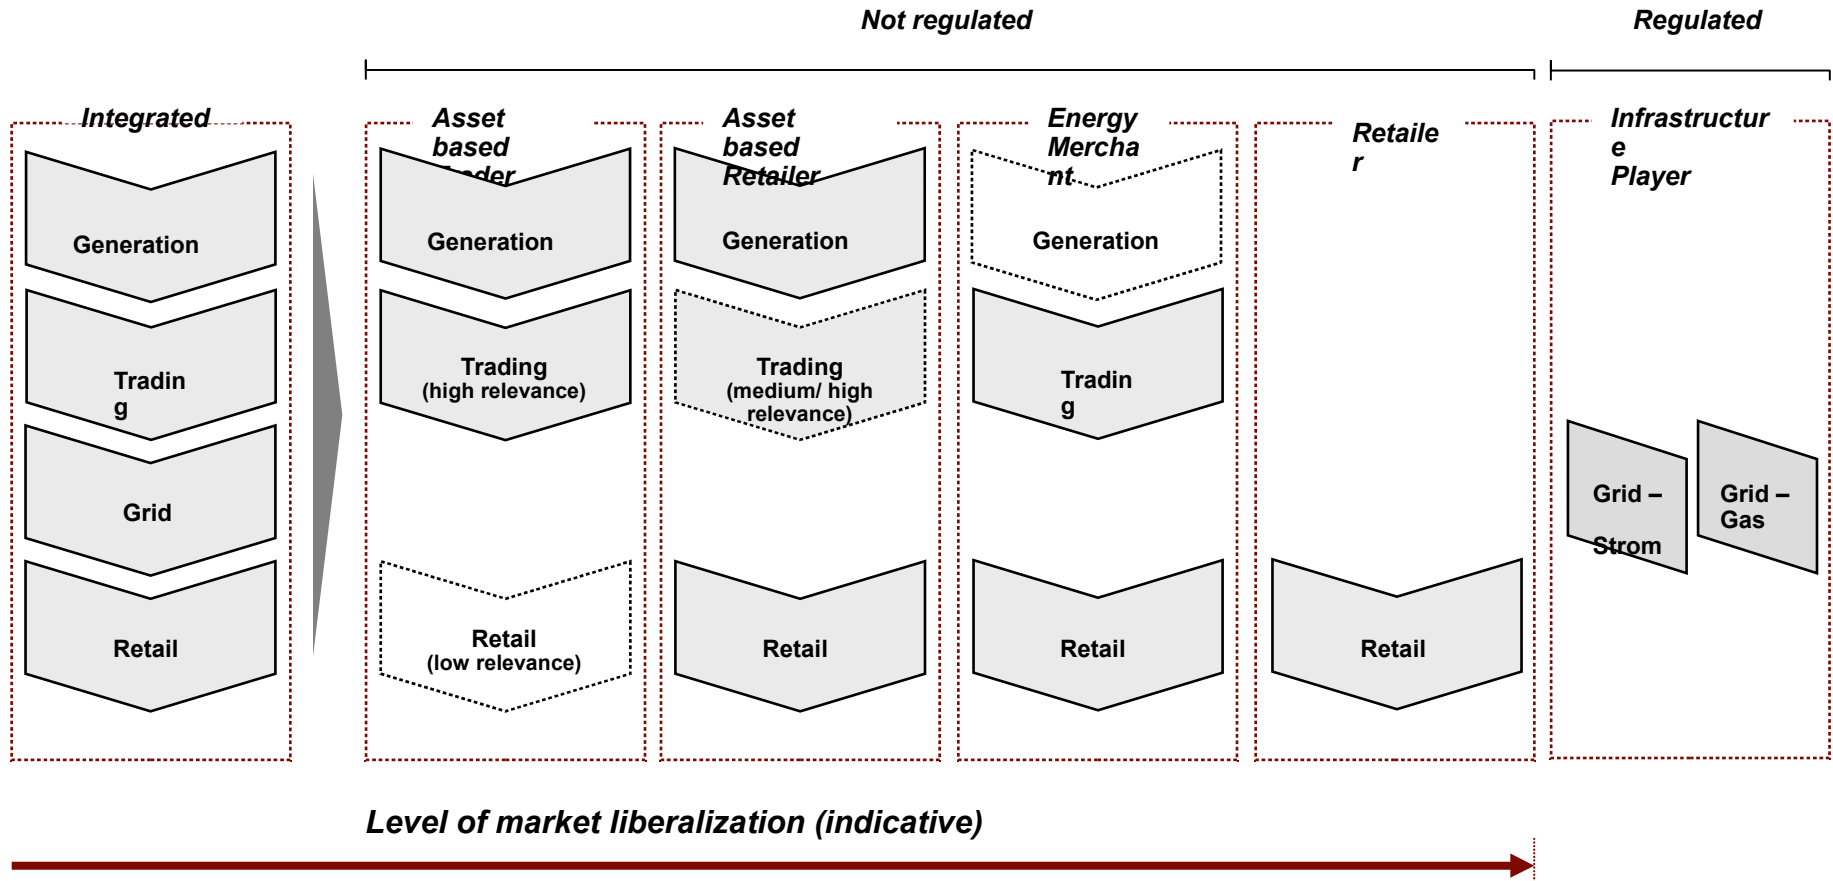 Not regulated
Regulated
Integrated
Generation
Tradin
g
Grid
Retail
Asset
based
Trader
Generation
Trading
(high relevance)
Retail
(low relevance)
Asset
based
Retailer
Generation
Trading
(medium/ high
relevance)
Retail
Energy
Mercha
nt
Generation
Tradin
g
Retail
Retaile
r
Retail
Infrastructur
e
Player
Grid –
Strom
Grid –
Gas
Level of market liberalization (indicative)